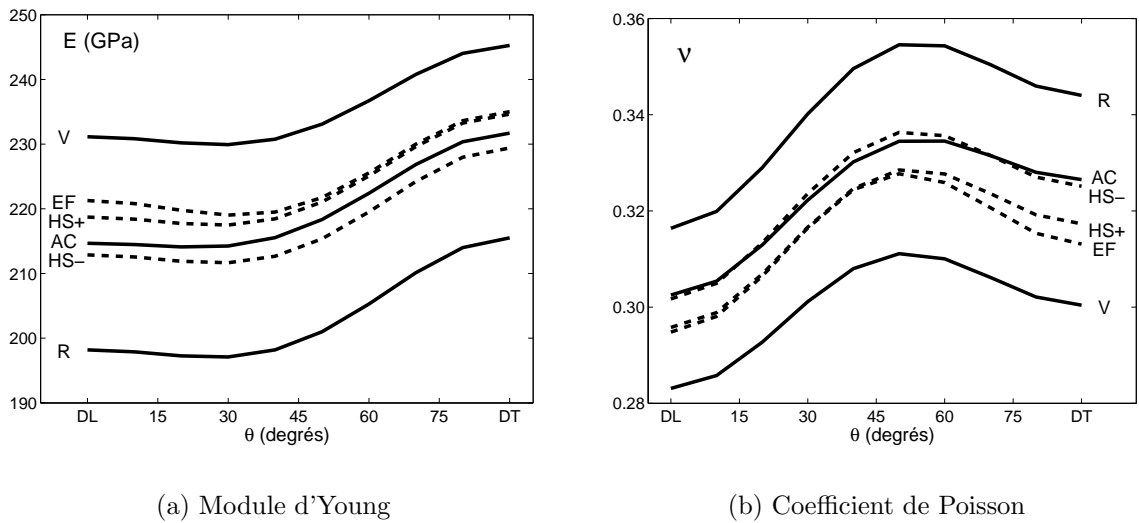 E (GPa)
250
240
230
220
210
200
190
V
EF
HS+
AC
HS−
R
DL 15 30 45 60 75 DT
θ (degrés)
(a) Module d'Young
ν
0.36
0.34
0.32
0.30
0.28
R
AC
HS−
HS+
EF
V
DL 15 30 45 60 75 DT
θ (degrés)
(b) Coefficient de Poisson